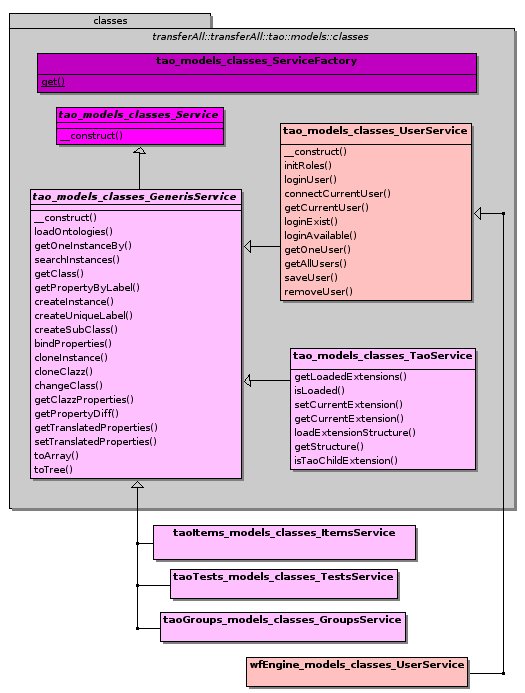 classes
transferAll::transferAll::tao::models::classes
tao_models_classes_ServiceFactory
get()
tao_models_classes_Service
__construct()
tao_models_classes_GenerisService
__construct()
loadOntologies()
getOneInstanceBy()
searchInstances()
getClass()
getPropertyByLabel()
createInstance()
createUniqueLabel()
createSubClass()
bindProperties()
cloneInstance()
cloneClazz()
changeClass()
getClazzProperties()
getPropertyDiff()
getTranslatedProperties()
setTranslatedProperties()
toArray()
toTree()
tao_models_classes_UserService
__construct()
initRoles()
loginUser()
connectCurrentUser()
getCurrentUser()
loginExist()
loginAvailable()
getOneUser()
getAllUsers()
saveUser()
removeUser()
tao_models_classes_TaoService
getLoadedExtensions()
isLoaded()
setCurrentExtension()
getCurrentExtension()
loadExtensionStructure()
getStructure()
isTaoChildExtension()
taoItems_models_classes_ItemsService
taoTests_models_classes_TestsService
taoGroups_models_classes_GroupsService
wfEngine_models_classes_UserService